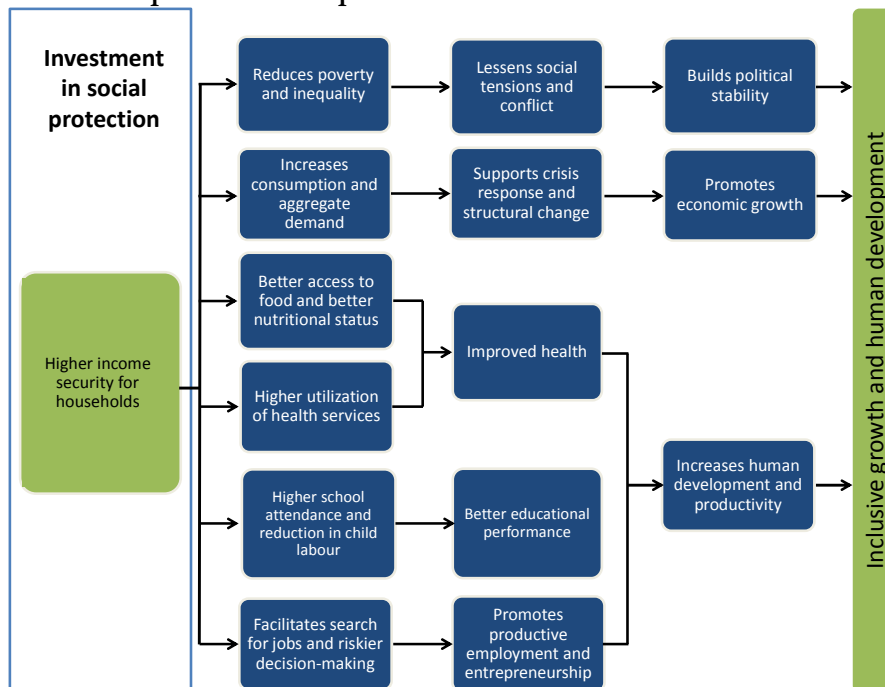 Investment
in social
protection
Higher income
security for
households
Reduces poverty
and inequality
Lessens social
tensions and
conflict
Builds political
stability
Increases
consumption and
aggregate
demand
Supports crisis
response and
structural change
Promotes
economic growth
Better access to
food and better
nutritional status
Higher utilization
of health services
Improved health
Higher school
attendance and
reduction in child
labour
Better educational
performance
Increases human
development and
productivity
Facilitates search
for jobs and riskier
decision-making
Promotes
productive
employment and
entrepreneurship
Inclusive growth and human development